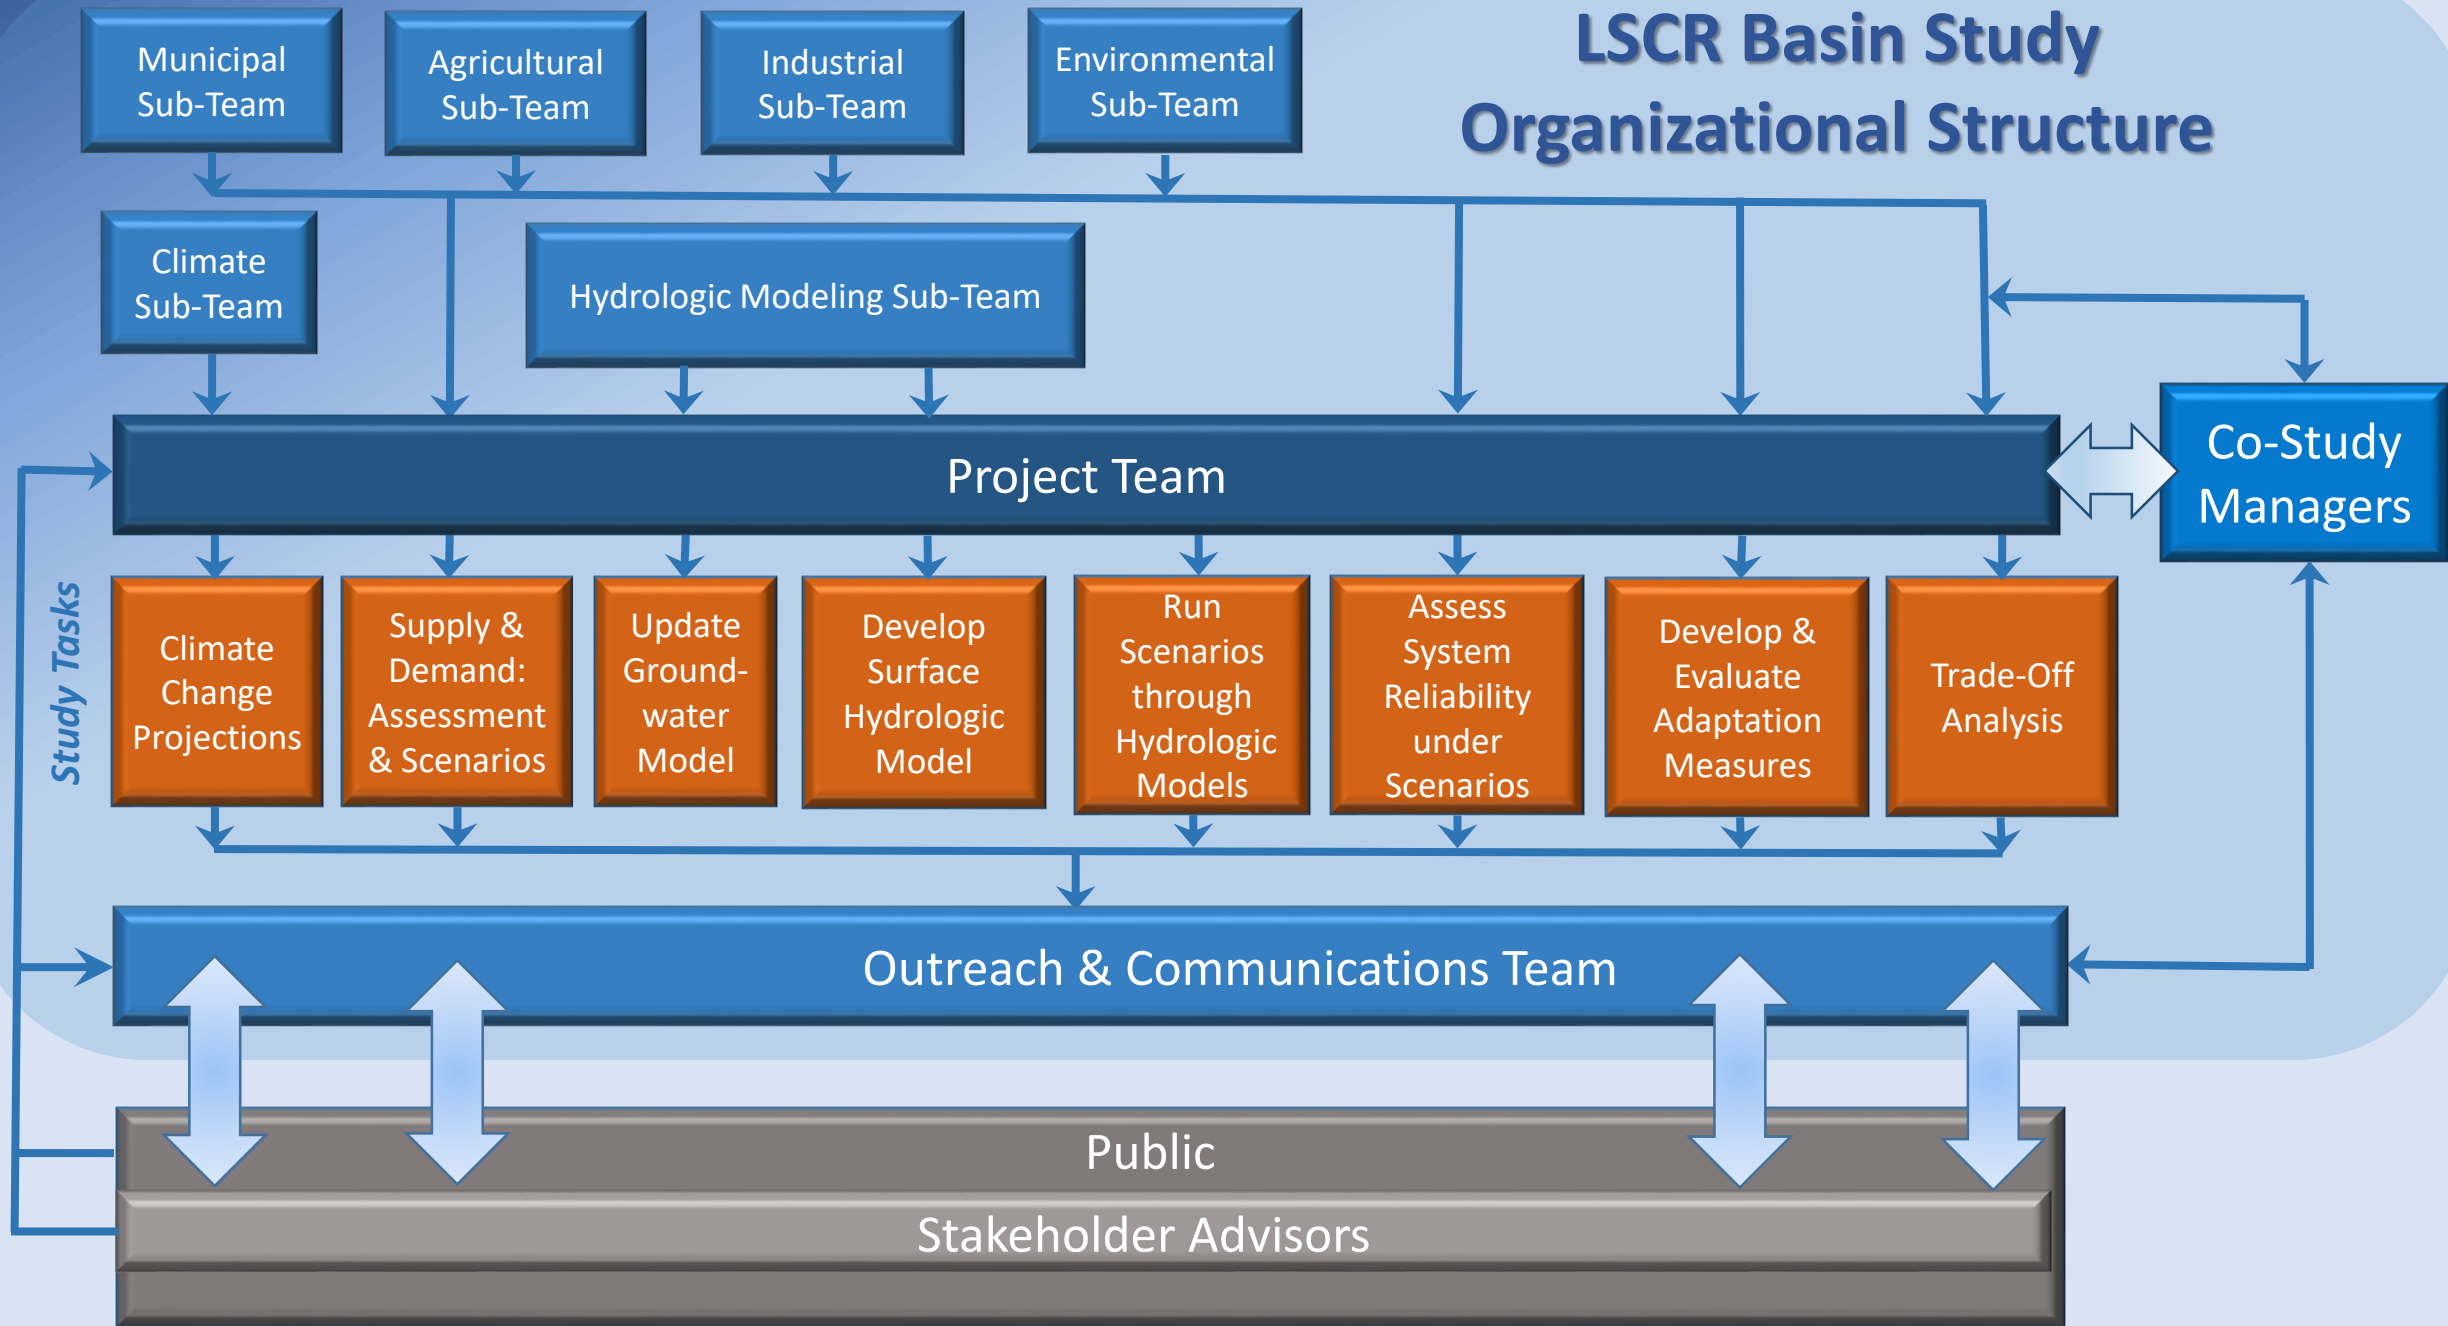 LSCR Basin Study
Organizational Structure
Municipal
Sub-Team
Agricultural
Sub-Team
Industrial
Sub-Team
Environmental
Sub-Team
Climate
Sub-Team
Hydrologic Modeling Sub-Team
Project Team
Co-Study
Managers
Study Tasks
Climate
Change
Projections
Supply &
Demand:
Assessment
& Scenarios
Update
Ground-
water
Model
Develop
Surface
Hydrologic
Model
Run
Scenarios
through
Hydrologic
Models
Assess
System
Reliability
under
Scenarios
Develop &
Evaluate
Adaptation
Measures
Trade-Off
Analysis
Outreach & Communications Team
Public
Stakeholder Advisors